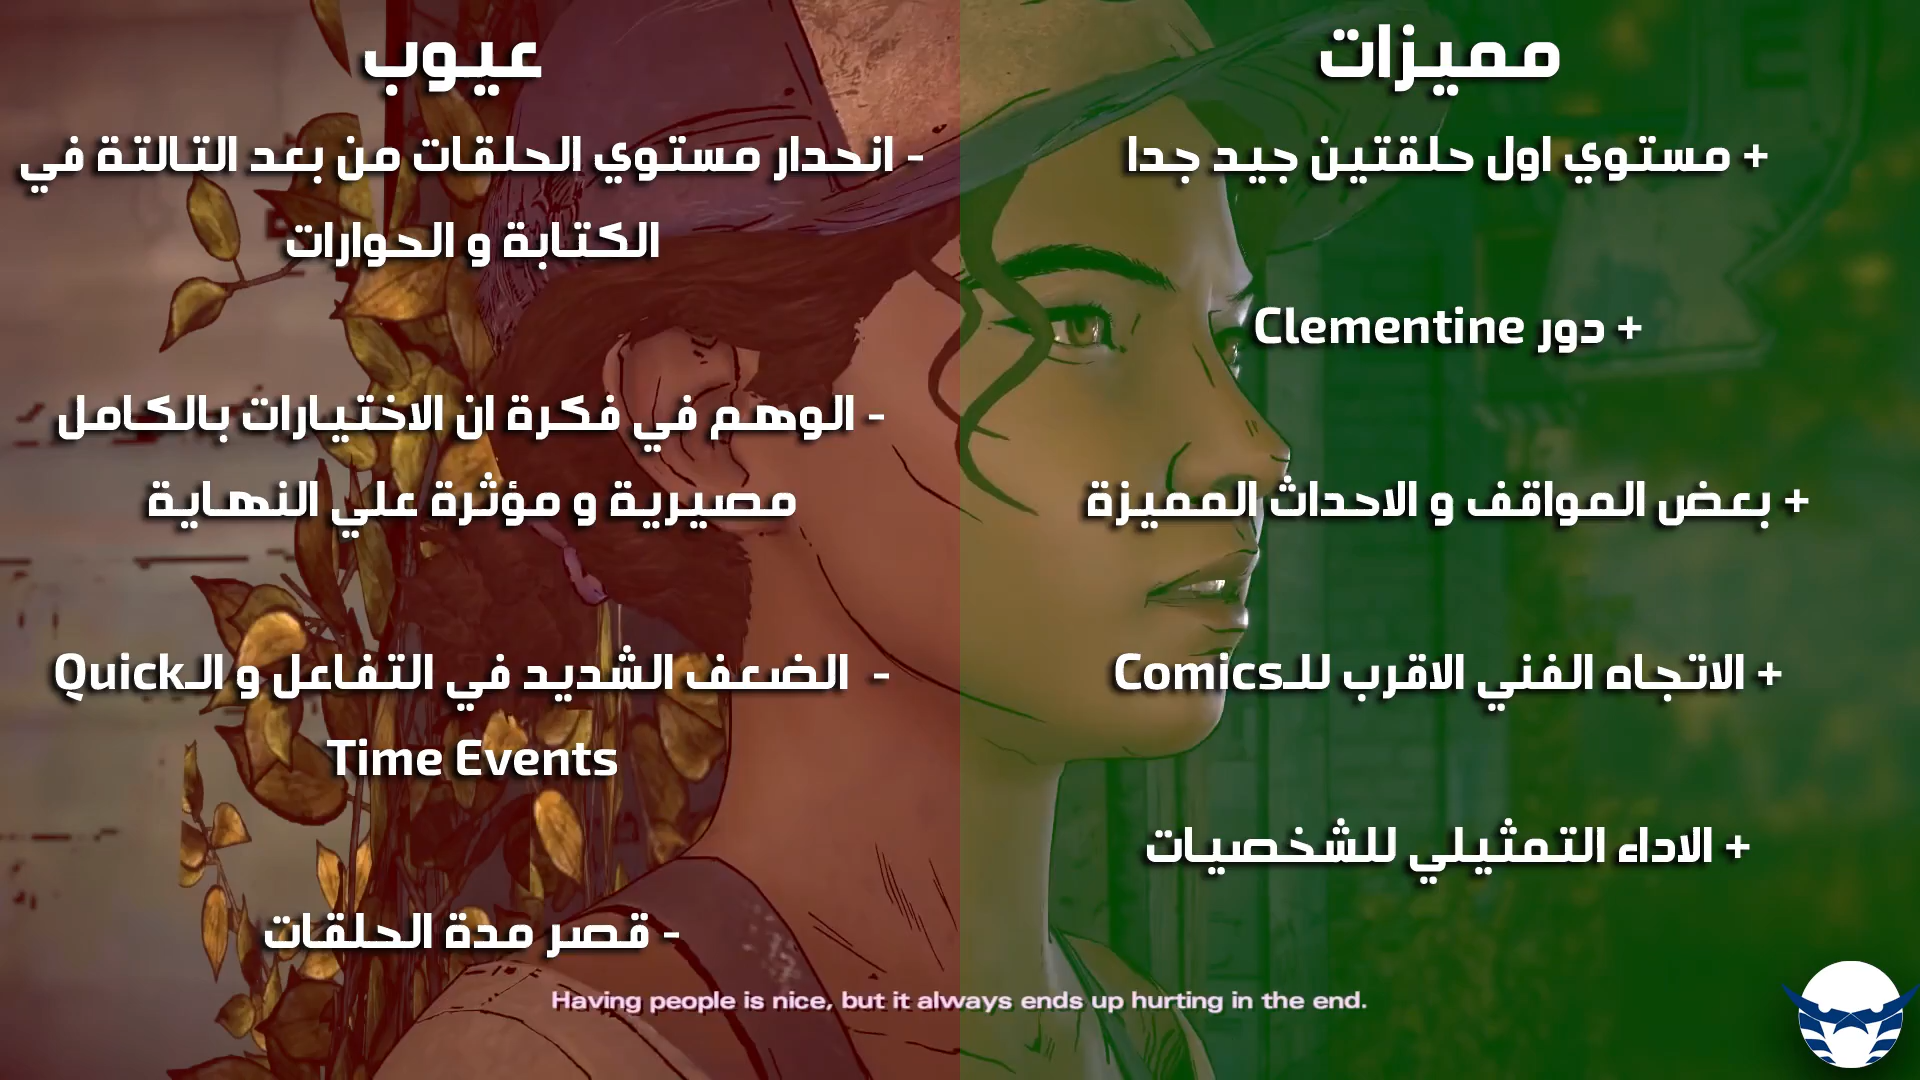 مميزات
+ مستوي اول حلقتين جيد جدا
+ دور Clementine
+ بعض المواقف و الاحداث المميزة
+ الاتجاه الفني الاقرب للـComics
+ الاداء التمثيلي للشخصيات
عيوب
- انحدار مستوي الحلقات من بعد التالتة في
الكتابة و الحوارات
- الوهم في فكرة ان الاختيارات بالكامل
مصيرية و مؤثرة علي النهاية
- الضعف الشديد في التفاعل و الـQuick
Time Events
- قصر مدة الحلقات
Having people is nice, but it always ends up hurting in the end.